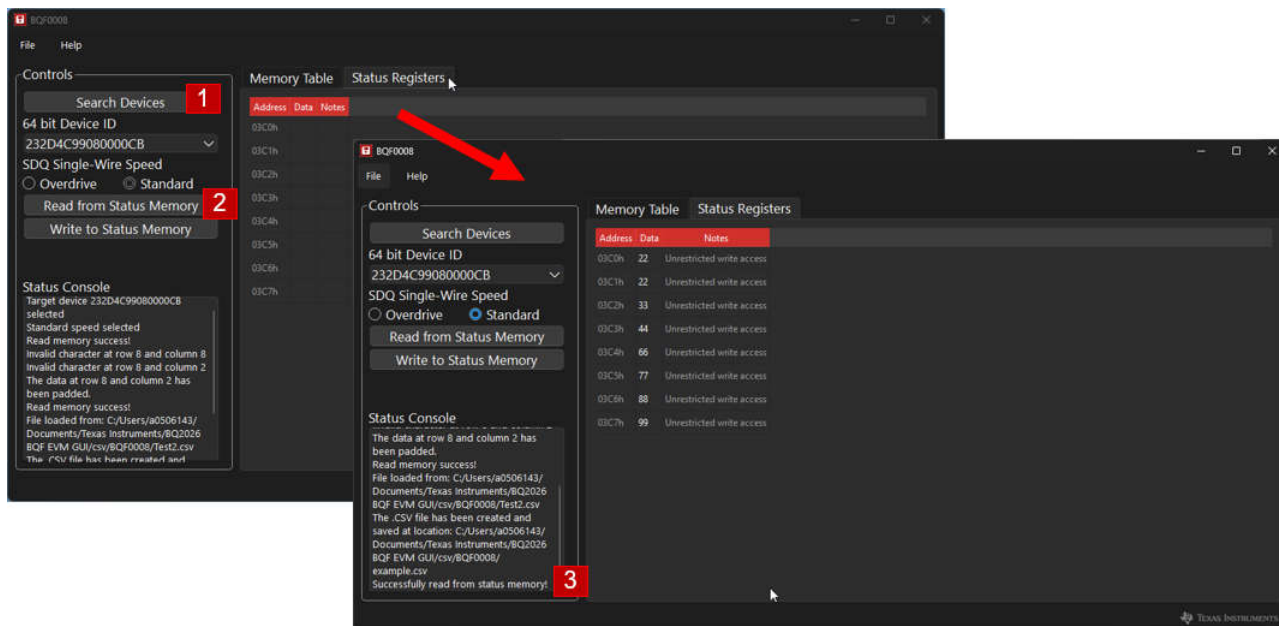 BQF0008
File Help
Controls
Search Devices 1
64 bit Device ID
232D4C99080000CB
SDQ Single-Wire Speed
Overdrive Standard
Read from Status Memory 2
Write to Status Memory
Status Console
Target device 232D4C99080000CB
selected
Standard speed selected
Read memory success!
Invalid character at row 8 and column 8
Invalid character at row 8 and column 2
The data at row 8 and column 2 has
been padded.
Read memory success!
File loaded from: C:/Users/a0506143/
Documents/Texas Instruments/BQ2026
BQF EVM GUI/csv/BQF0008/Test2.csv
The .CSV file has been created and
Memory Table Status Registers
Address Data Notes
03C0h
03C1h
03C2h
03C3h
03C4h
03C5h
03C6h
03C7h
BQF0008
File Help
Controls
Search Devices
64 bit Device ID
232D4C99080000CB
SDQ Single-Wire Speed
Overdrive Standard
Read from Status Memory
Write to Status Memory
Status Console
The data at row 8 and column 2 has
been padded.
Read memory success!
File loaded from: C:/Users/a0506143/
Documents/Texas Instruments/BQ2026
BQF EVM GUI/csv/BQF0008/Test2.csv
The .CSV file has been created and
saved at location: C:/Users/a0506143/
Documents/Texas Instruments/BQ2026
BQF EVM GUI/csv/BQF0008/
example.csv
Successfully read from status memory! 3
Memory Table Status Registers
Address Data Notes
03C0h 22 Unrestricted write access
03C1h 22 Unrestricted write access
03C2h 33 Unrestricted write access
03C3h 44 Unrestricted write access
03C4h 66 Unrestricted write access
03C5h 77 Unrestricted write access
03C6h 88 Unrestricted write access
03C7h 99 Unrestricted write access
TEXAS INSTRUMENTS